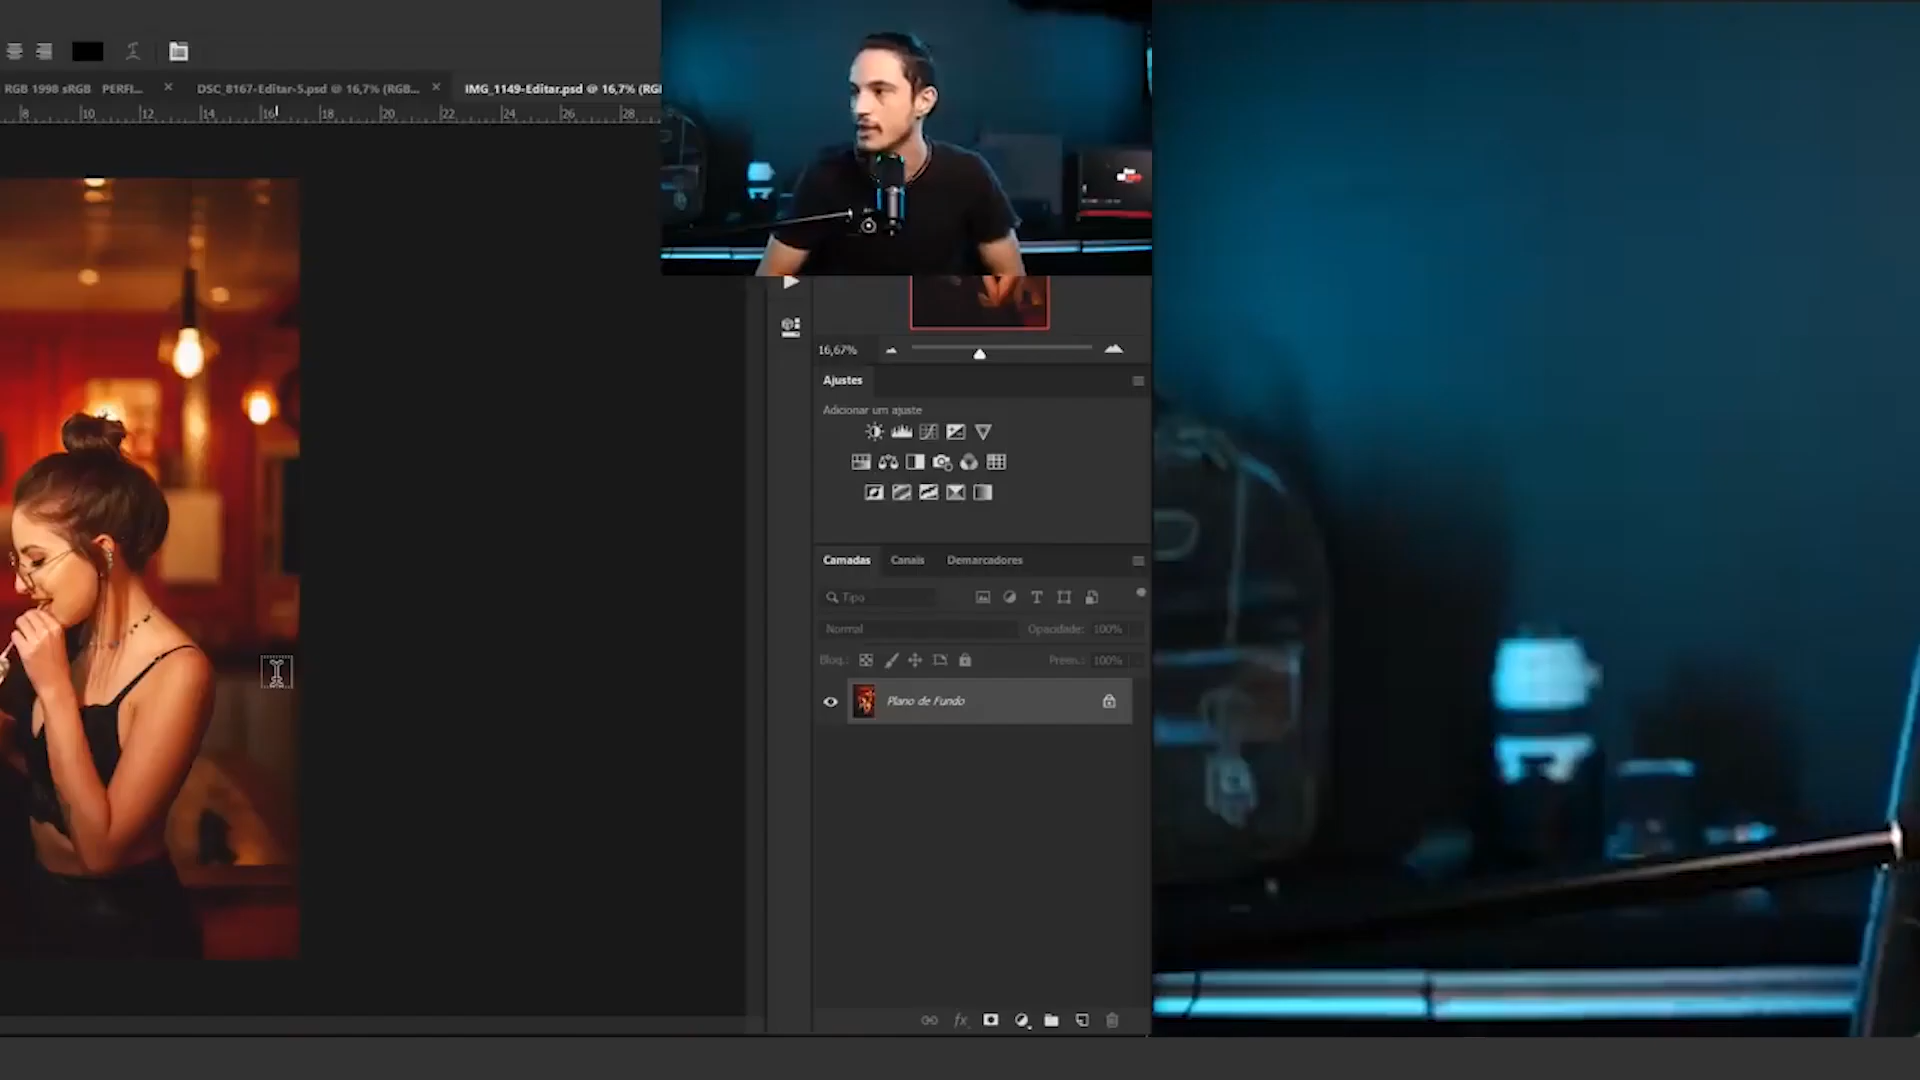 RGB 1998 sRGB PERFI... × DSC_8167-Editar-5.psd @ 16,7% (RGB... × IMG_1149-Editar.psd @ 16,7% (RG
8 10 12 14 16 18 20 22 24 26 28
16,67%
Ajustes
Adicionar um ajuste
Camadas Canais Demarcadores
Tipo
Normal Opacidade: 100%
Bloq.: Preen.: 100%
Plano de Fundo
fx